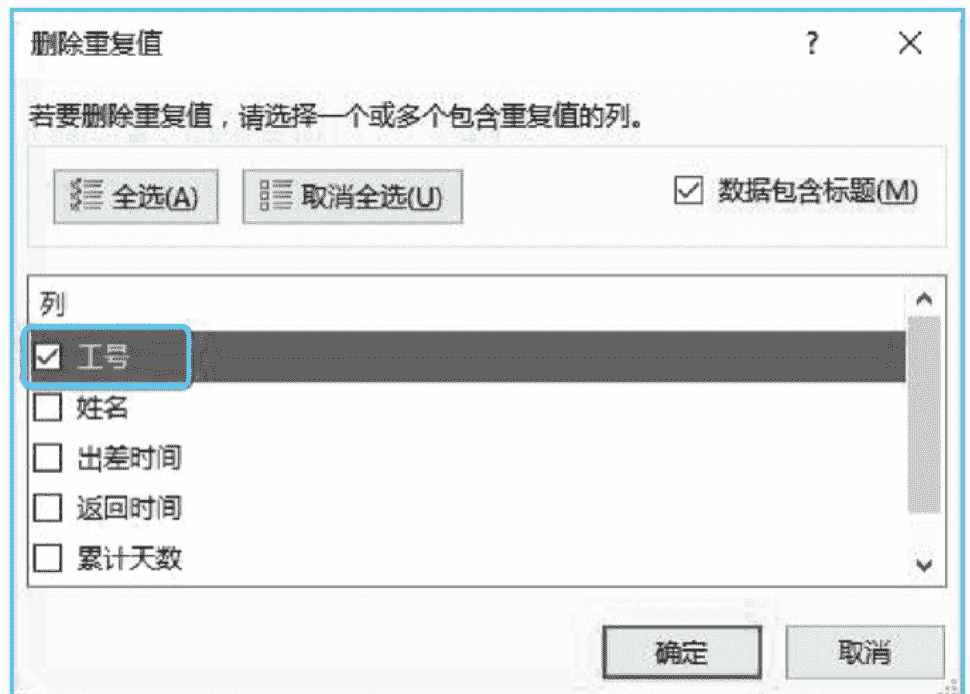 删除重复值 ? ×
若要删除重复值，请选择一个或多个包含重复值的列。
全选(A) 取消全选(U) 数据包含标题(M)
列
工号
姓名
出差时间
返回时间
累计天数
确定 取消